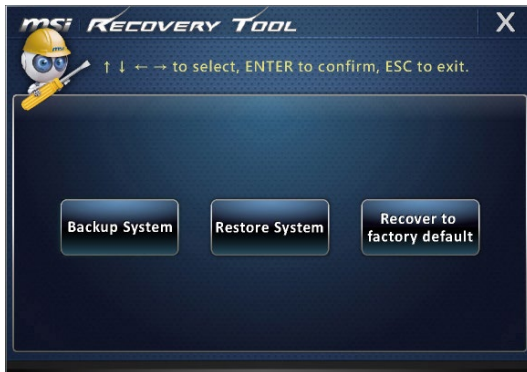 msi RECOVERY TOOL X
↑ ↓ ← → to select, ENTER to confirm, ESC to exit.
Backup System
Restore System
Recover to
factory default